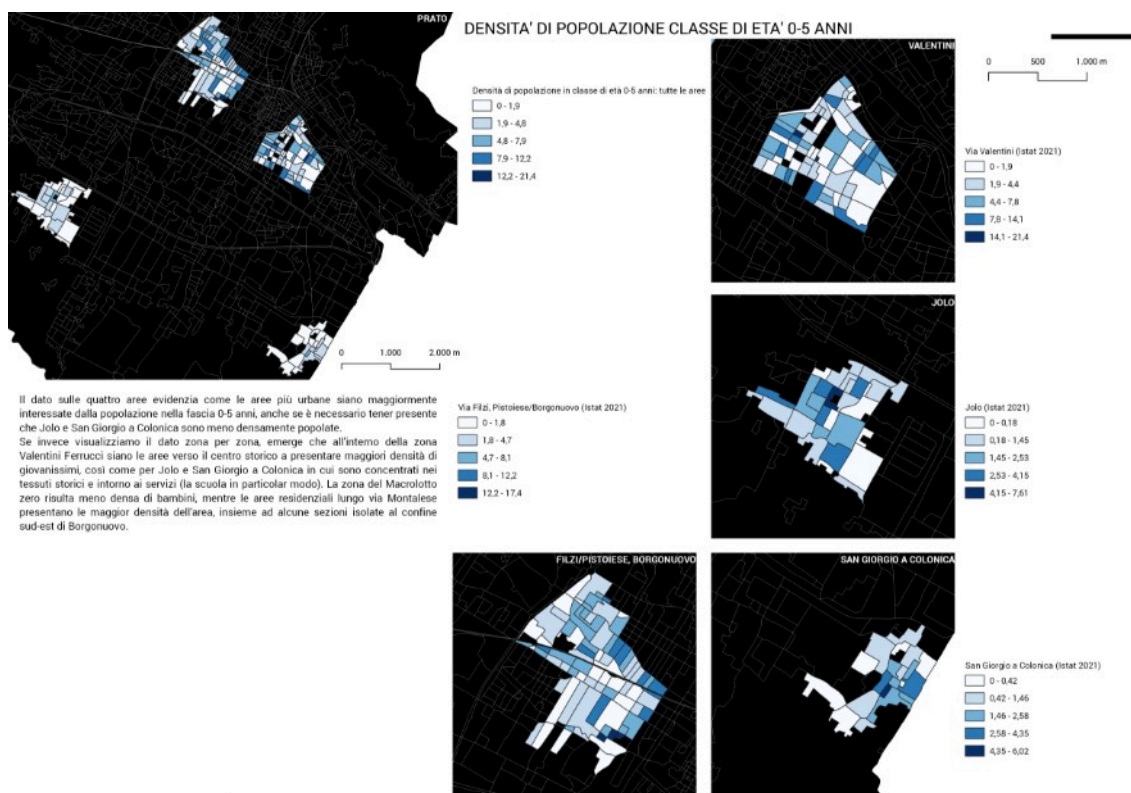 PRATO
DENSITA' DI POPOLAZIONE CLASSE DI ETA' 0-5 ANNI
Densità di popolazione in classe di età 0-5 anni: tutte le aree
0 - 1,9
1,9 - 4,8
4,8 - 7,9
7,9 - 12,2
12,2 - 21,4
0 1.000 2.000 m
VALENTINI
0 500 1.000 m
Via Valentini (Istat 2021)
0 - 1,9
1,9 - 4,4
4,4 - 7,8
7,8 - 14,1
14,1 - 21,4
Il dato sulle quattro aree evidenzia come le aree più urbane siano maggiormente
interessate dalla popolazione nella fascia 0-5 anni, anche se è necessario tener presente
che Jolo e San Giorgio a Colonica sono meno densamente popolate.
Se invece visualizziamo il dato zona per zona, emerge che all'interno della zona
Valentini Ferrucci siano le aree verso il centro storico a presentare maggiori densità di
giovanissimi, così come per Jolo e San Giorgio a Colonica in cui sono concentrati nei
tessuti storici e intorno ai servizi (la scuola in particolar modo). La zona del Macrolotto
zero risulta meno densa di bambini, mentre le aree residenziali lungo via Montalese
presentano le maggior densità dell'area, insieme ad alcune sezioni isolate al confine
sud-est di Borgonuovo.
Via Filzi, Pistoiese/Borgonuovo (Istat 2021)
0 - 1,8
1,8 - 4,7
4,7 - 8,1
8,1 - 12,2
12,2 - 17,4
JOLO
Jolo (Istat 2021)
0 - 0,18
0,18 - 1,45
1,45 - 2,53
2,53 - 4,15
4,15 - 7,61
FILZI/PISTOIESE, BORGONUOVO
SAN GIORGIO A COLONICA
San Giorgio a Colonica (Istat 2021)
0 - 0,42
0,42 - 1,46
1,46 - 2,58
2,58 - 4,35
4,35 - 6,02